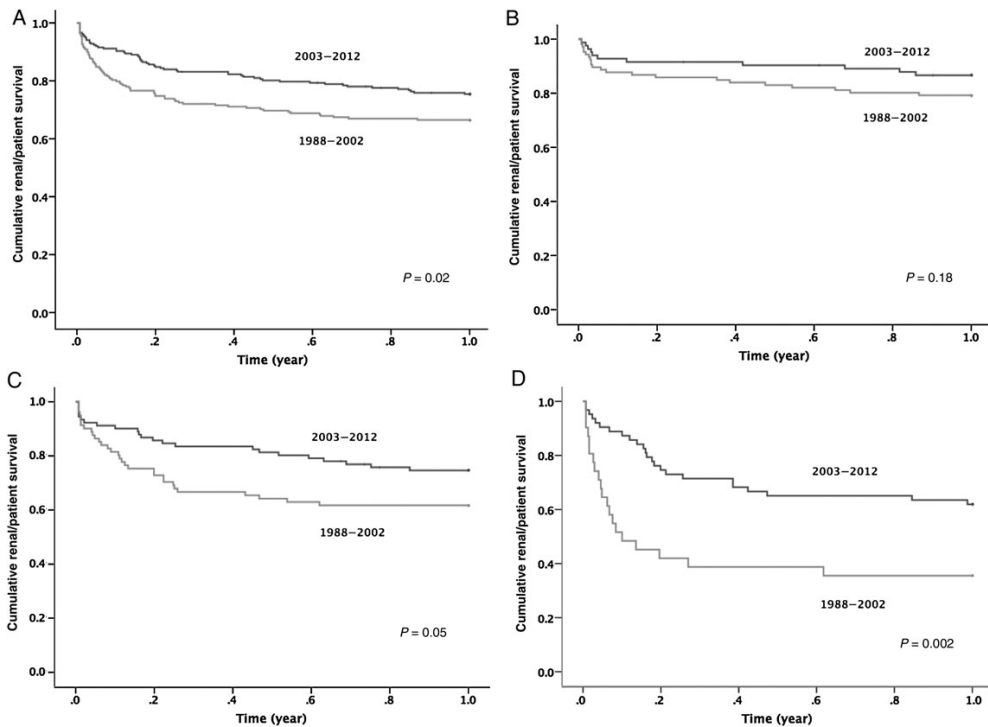 A
Cumulative renal/patient survival
1.0
0.8
0.6
0.4
0.2
0.0
2003–2012
1988–2002
P = 0.02
.0 .2 .4 .6 .8 1.0
Time (year)
B
Cumulative renal/patient survival
1.0
0.8
0.6
0.4
0.2
0.0
2003–2012
1988–2002
P = 0.18
.0 .2 .4 .6 .8 1.0
Time (year)
C
Cumulative renal/patient survival
1.0
0.8
0.6
0.4
0.2
0.0
2003–2012
1988–2002
P = 0.05
.0 .2 .4 .6 .8 1.0
Time (year)
D
Cumulative renal/patient survival
1.0
0.8
0.6
0.4
0.2
0.0
2003–2012
1988–2002
P = 0.002
.0 .2 .4 .6 .8 1.0
Time (year)